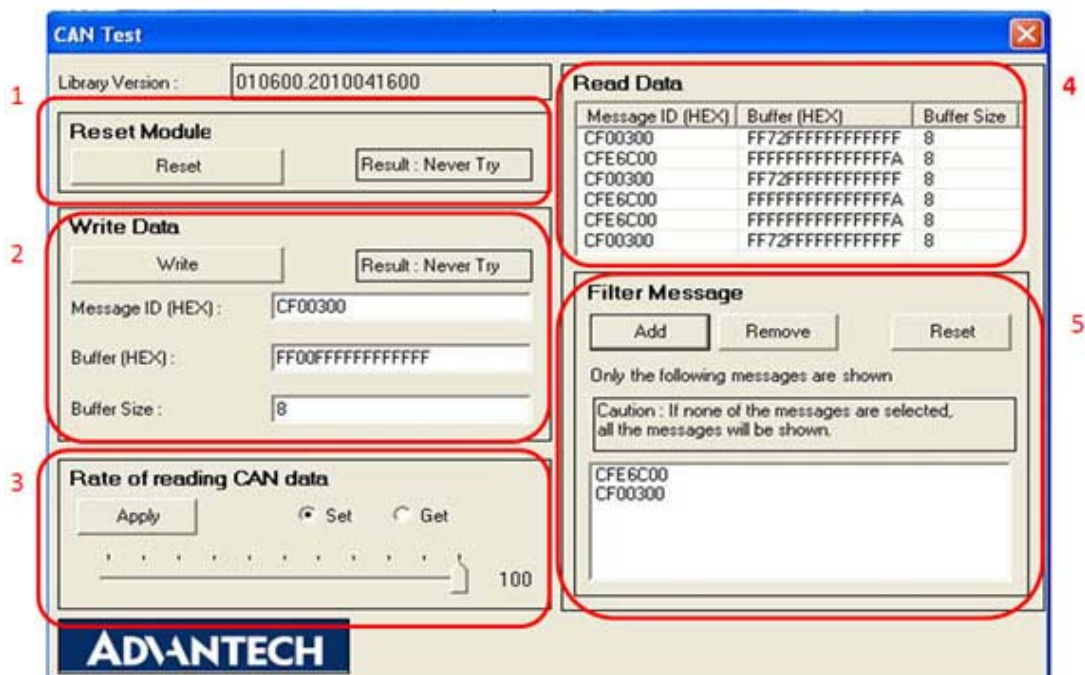 CAN Test
Library Version : 010600.2010041600
1
Reset Module
Reset Result : Never Try
2
Write Data
Write Result : Never Try
Message ID (HEX) : CF00300
Buffer (HEX) : FF00FFFFFFFFFFFF
Buffer Size : 8
3
Rate of reading CAN data
Apply Set Get
100
ADVANTECH
4
Read Data
Message ID (HEX) Buffer (HEX) Buffer Size
CF00300 FF72FFFFFFFFFFFF 8
CFE6C00 FFFFFFFFFFFFFFFA 8
CF00300 FF72FFFFFFFFFFFF 8
CFE6C00 FFFFFFFFFFFFFFFA 8
CFE6C00 FFFFFFFFFFFFFFFA 8
CF00300 FF72FFFFFFFFFFFF 8
5
Filter Message
Add Remove Reset
Only the following messages are shown
Caution : If none of the messages are selected,
all the messages will be shown.
CFE6C00
CF00300